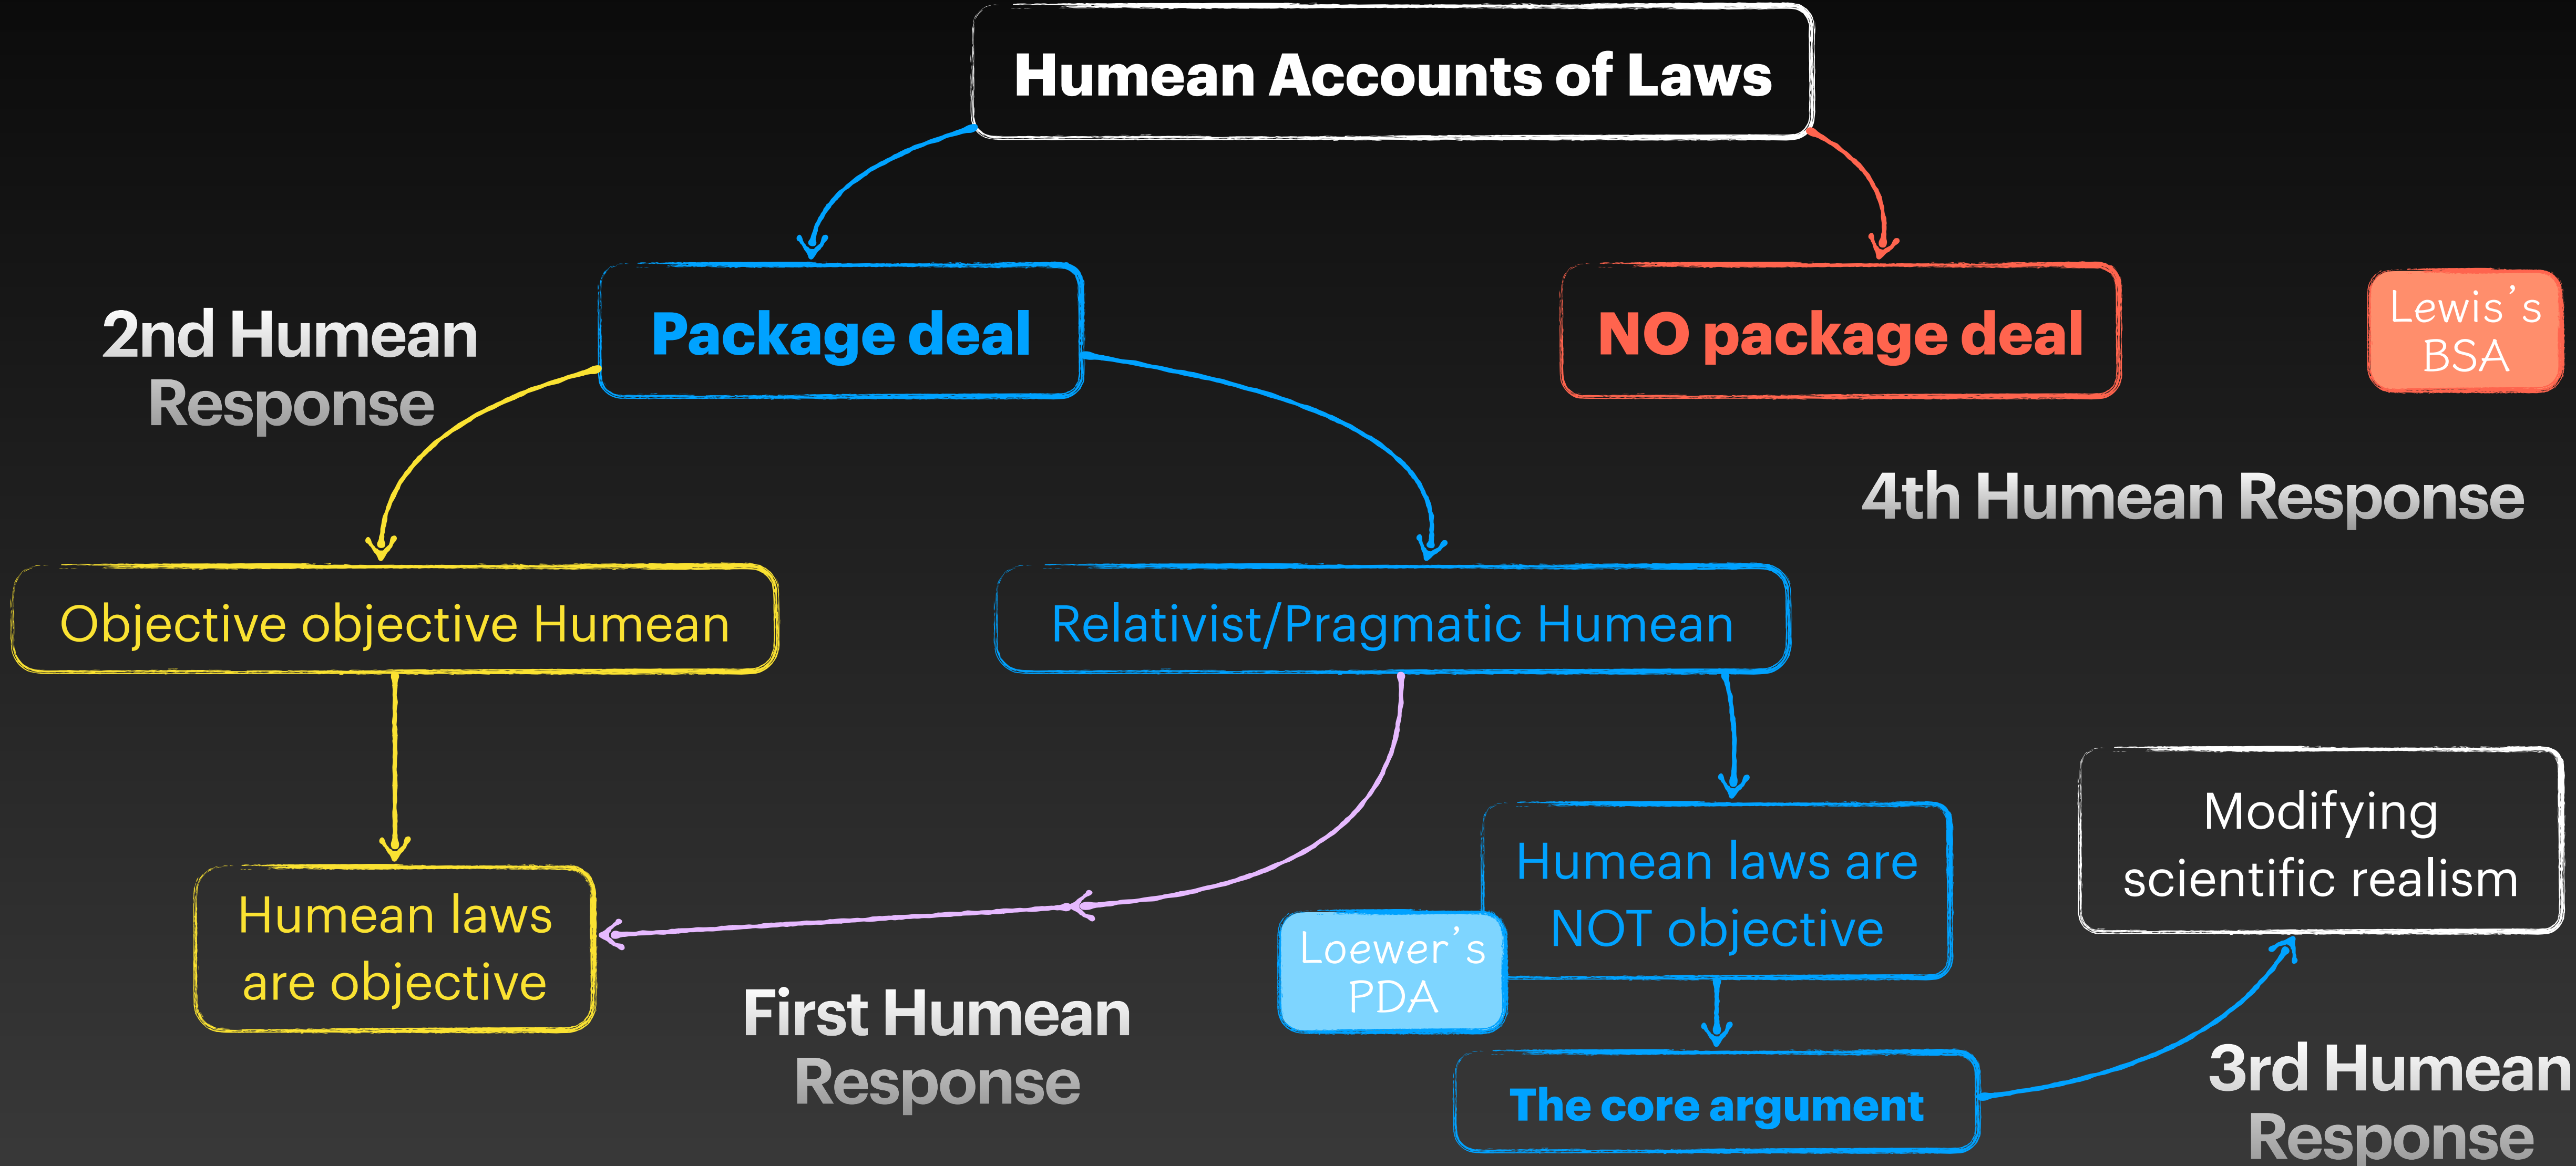 Humean Accounts of Laws
2nd Humean
Response
Package deal
NO package deal
Lewis's
BSA
4th Humean Response
Objective objective Humean
Relativist/Pragmatic Humean
Humean laws
are objective
First Humean
Response
Loewer's
PDA
Humean laws are
NOT objective
Modifying
scientific realism
The core argument
3rd Humean
Response